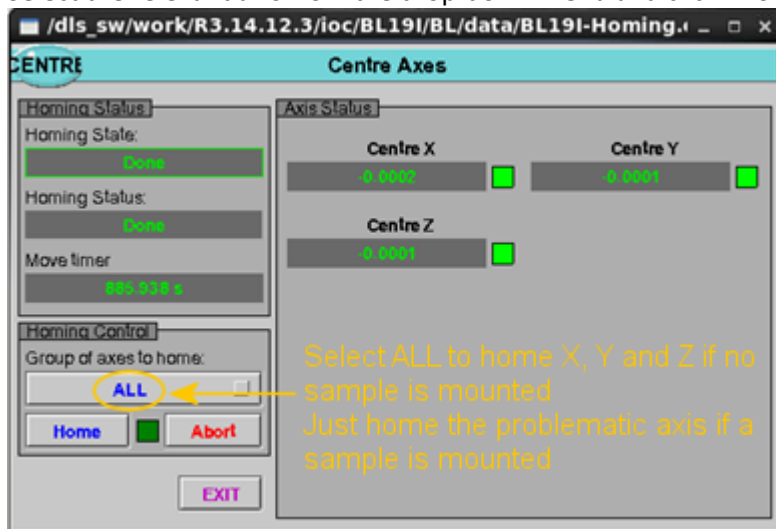 /dls_sw/work/R3.14.12.3/ioc/BL19I/BL/data/BL19I-Homing.
CENTRE
Centre Axes
Homing Status
Homing State:
Done
Homing Status:
Done
Move timer
885.938 s
Homing Control
Group of axes to home:
ALL
Home
Abort
EXIT
Axis Status
Centre X
-0.0002
Centre Y
-0.0001
Centre Z
-0.0001
Select ALL to home X, Y and Z if no
sample is mounted
Just home the problematic axis if a
sample is mounted